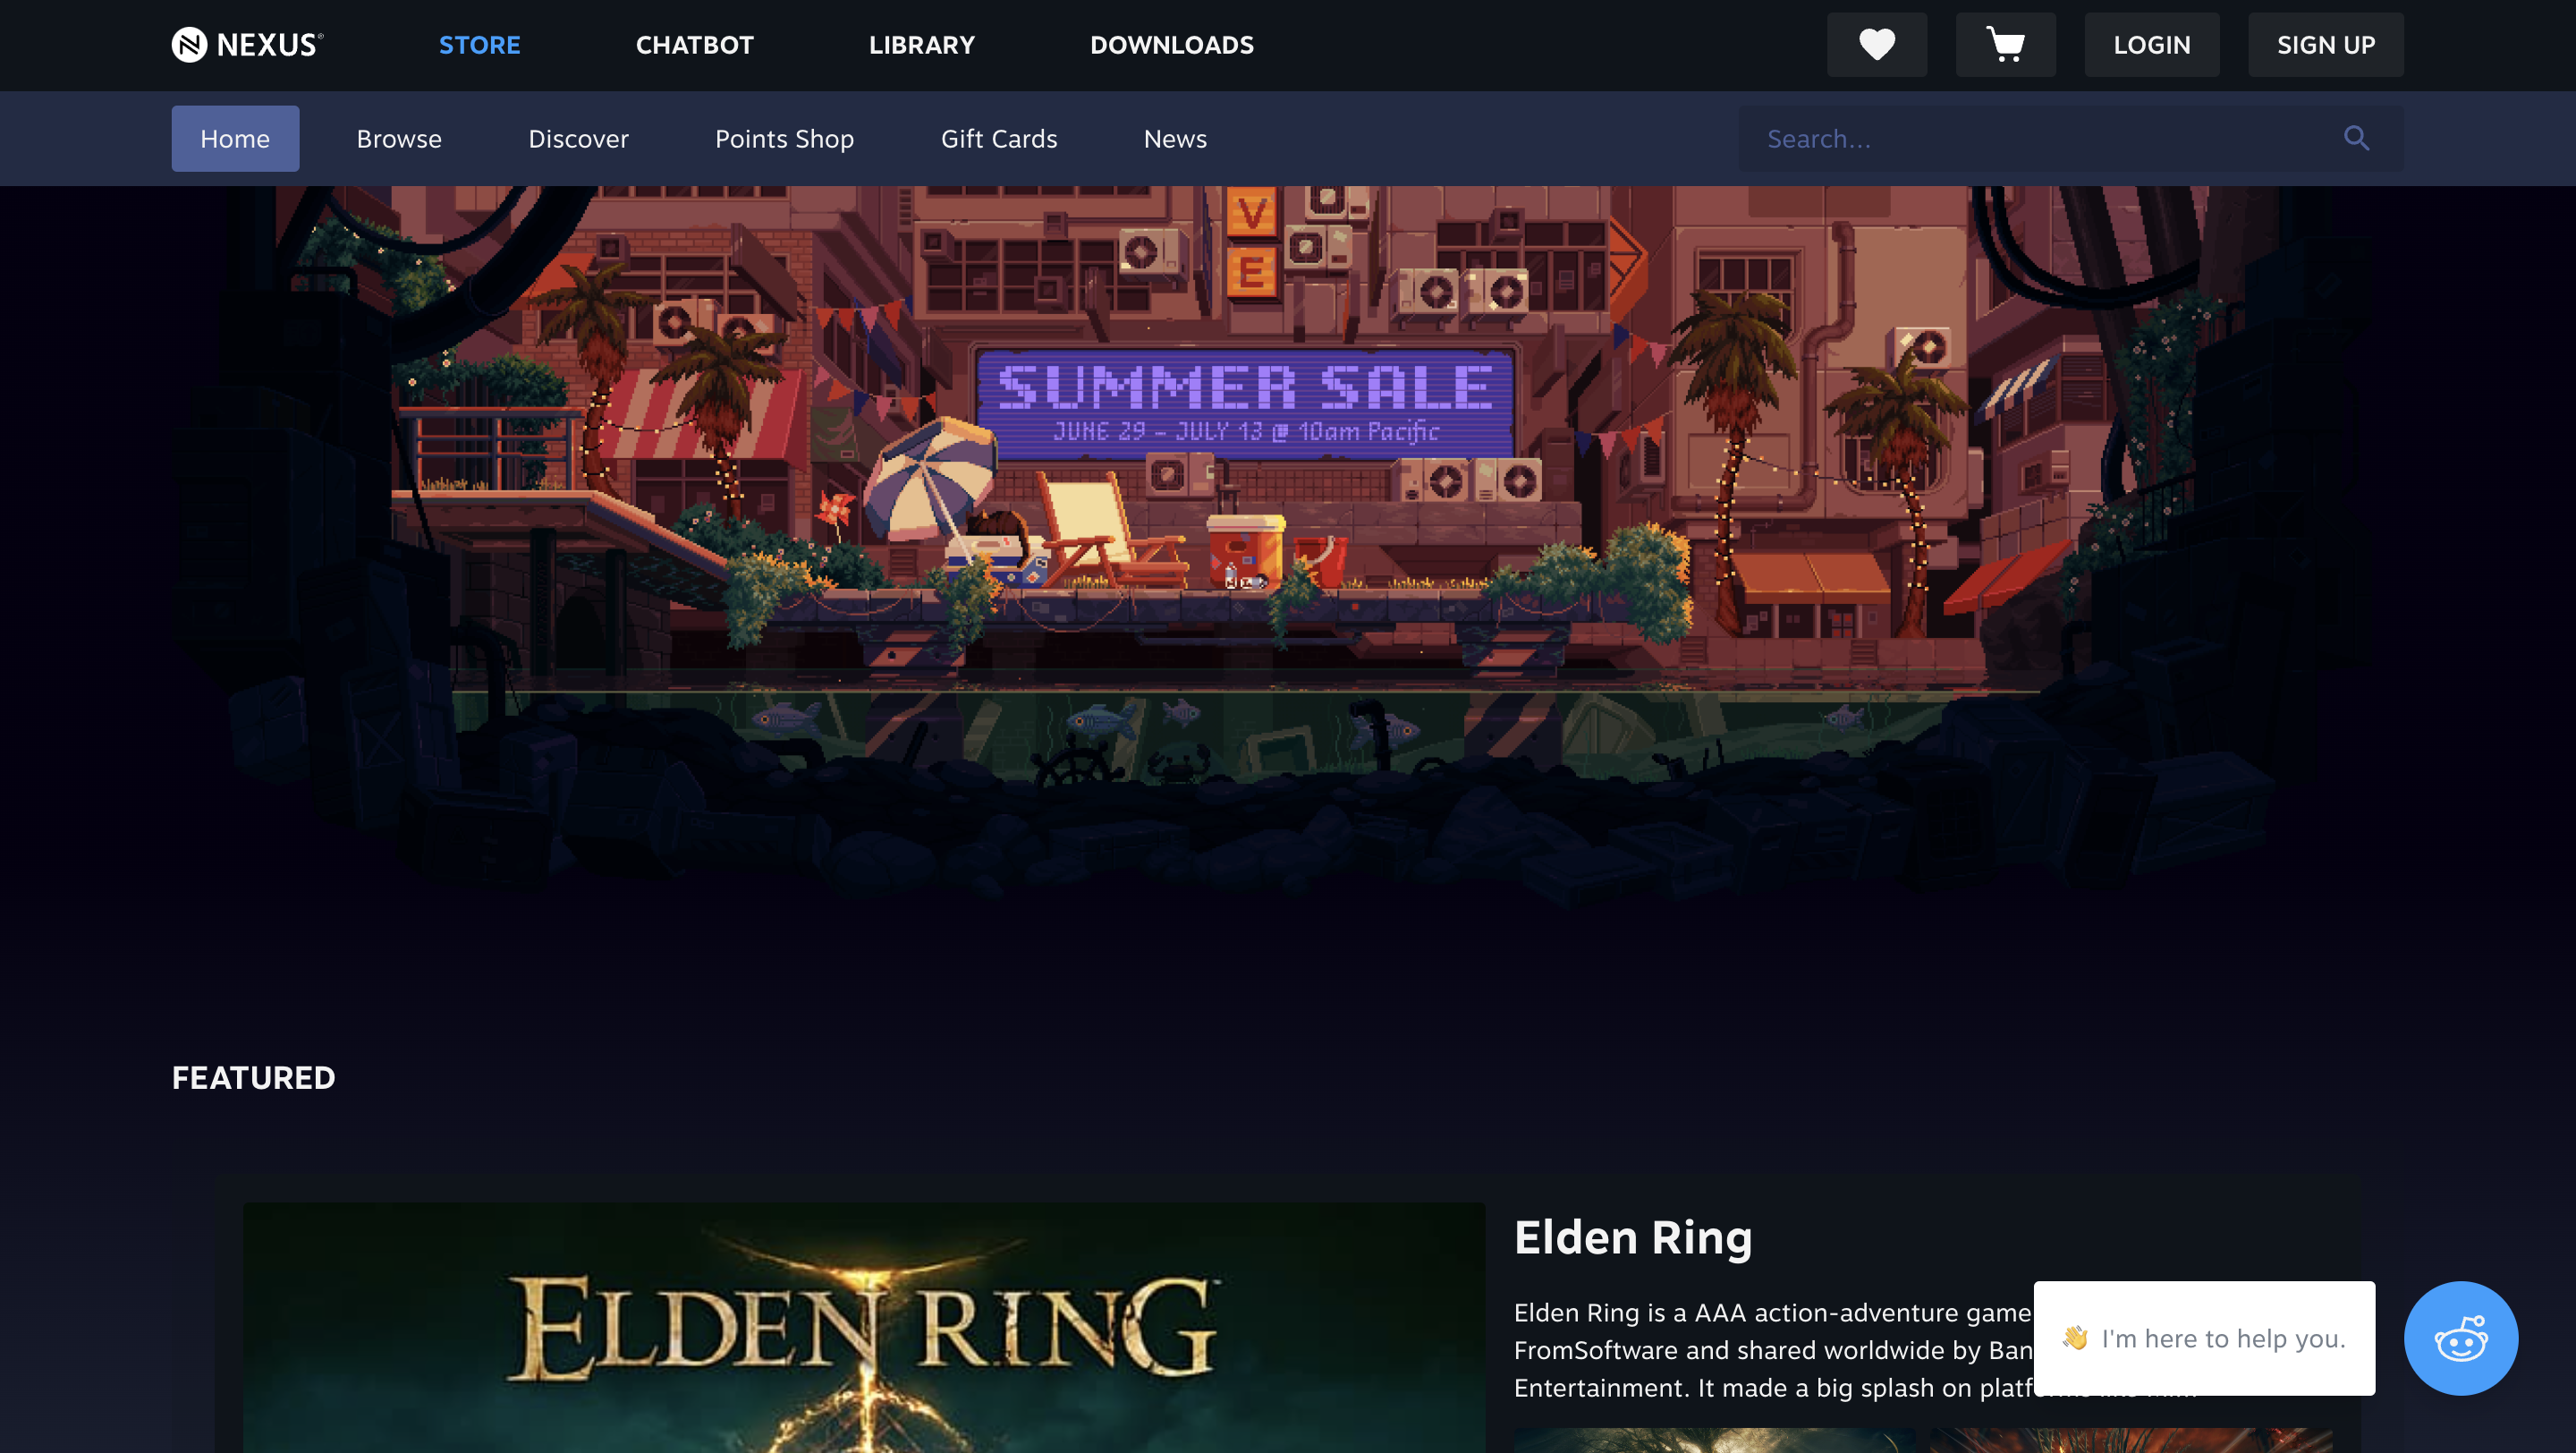 NEXUS®
STORE
CHATBOT
LIBRARY
DOWNLOADS
LOGIN
SIGN UP
Home
Browse
Discover
Points Shop
Gift Cards
News
Search...
V
E
SUMMER SALE
JUNE 29 - JULY 13 @ 10am Pacific
FEATURED
ELDEN RING
Elden Ring
Elden Ring is a AAA action-adventure game
FromSoftware and shared worldwide by Ban
Entertainment. It made a big splash on
👋 I'm here to help you.